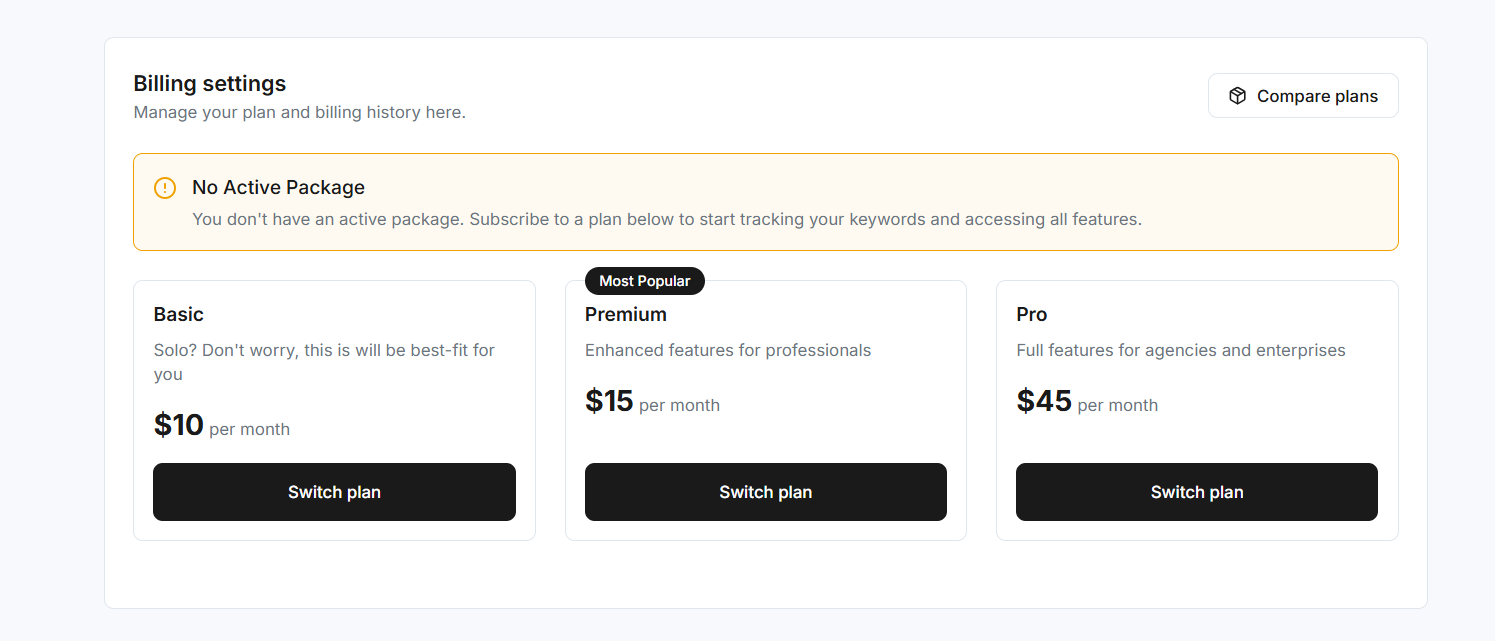 Billing settings
Manage your plan and billing history here.
Compare plans
No Active Package
You don't have an active package. Subscribe to a plan below to start tracking your keywords and accessing all features.
Basic
Solo? Don't worry, this is will be best-fit for
you
$10 per month
Switch plan
Most Popular
Premium
Enhanced features for professionals
$15 per month
Switch plan
Pro
Full features for agencies and enterprises
$45 per month
Switch plan